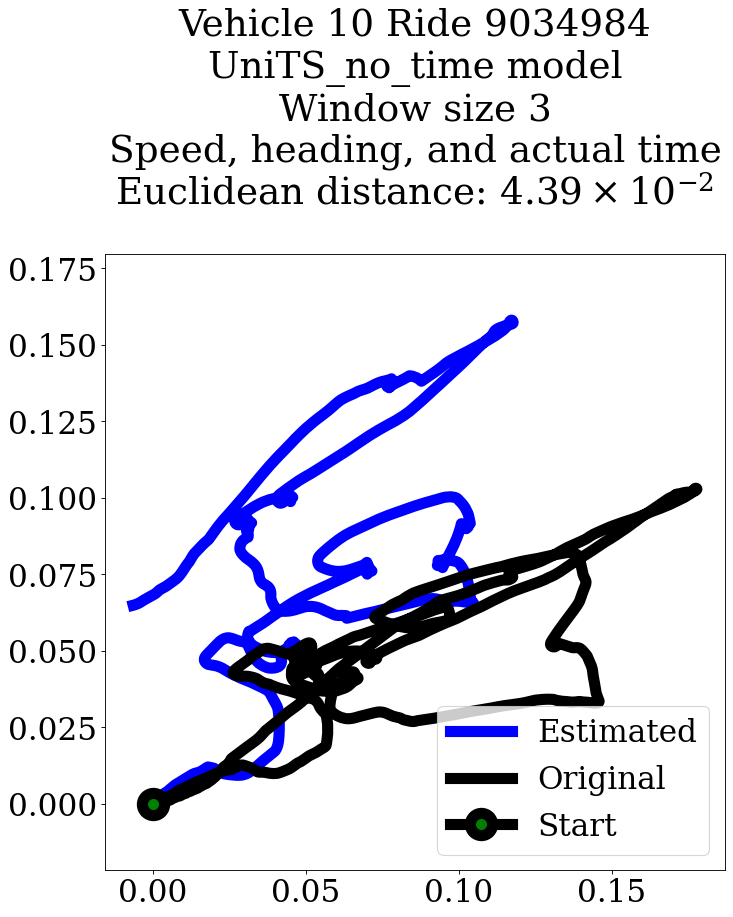 Vehicle 10 Ride 9034984
UniTS_no_time model
Window size 3
Speed, heading, and actual time
Euclidean distance: 4.39 × 10⁻²
0.175
0.150
0.125
0.100
0.075
0.050
0.025
0.000
Estimated
Original
Start
0.00 0.05 0.10 0.15